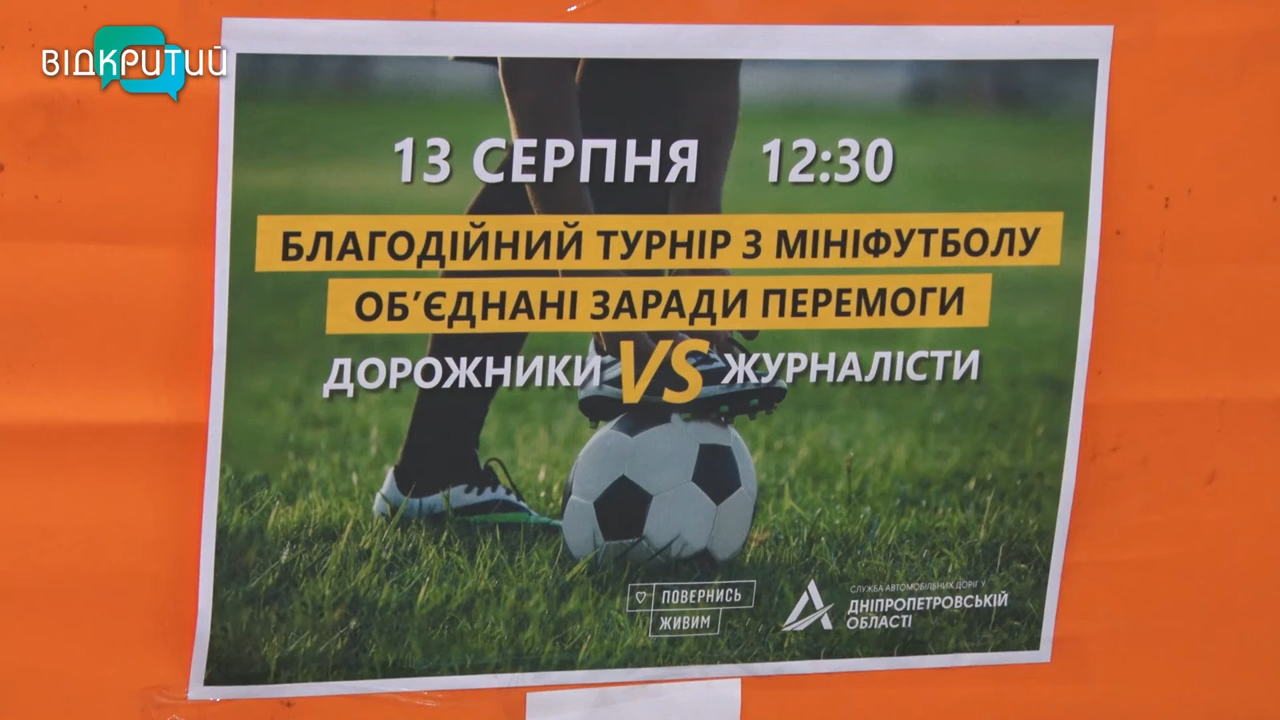 ВІДКРИТИЙ
13 СЕРПНЯ 12:30
БЛАГОДІЙНИЙ ТУРНІР З МІНІФУТБОЛУ
ОБ’ЄДНАНІ ЗАРАДИ ПЕРЕМОГИ
ДОРОЖНИКИ VS ЖУРНАЛІСТИ
ПОВЕРНИСЬ
ЖИВИМ
СЛУЖБА АВТОМОБІЛЬНИХ ДОРІГ У
ДНІПРОПЕТРОВСЬКІЙ
ОБЛАСТІ